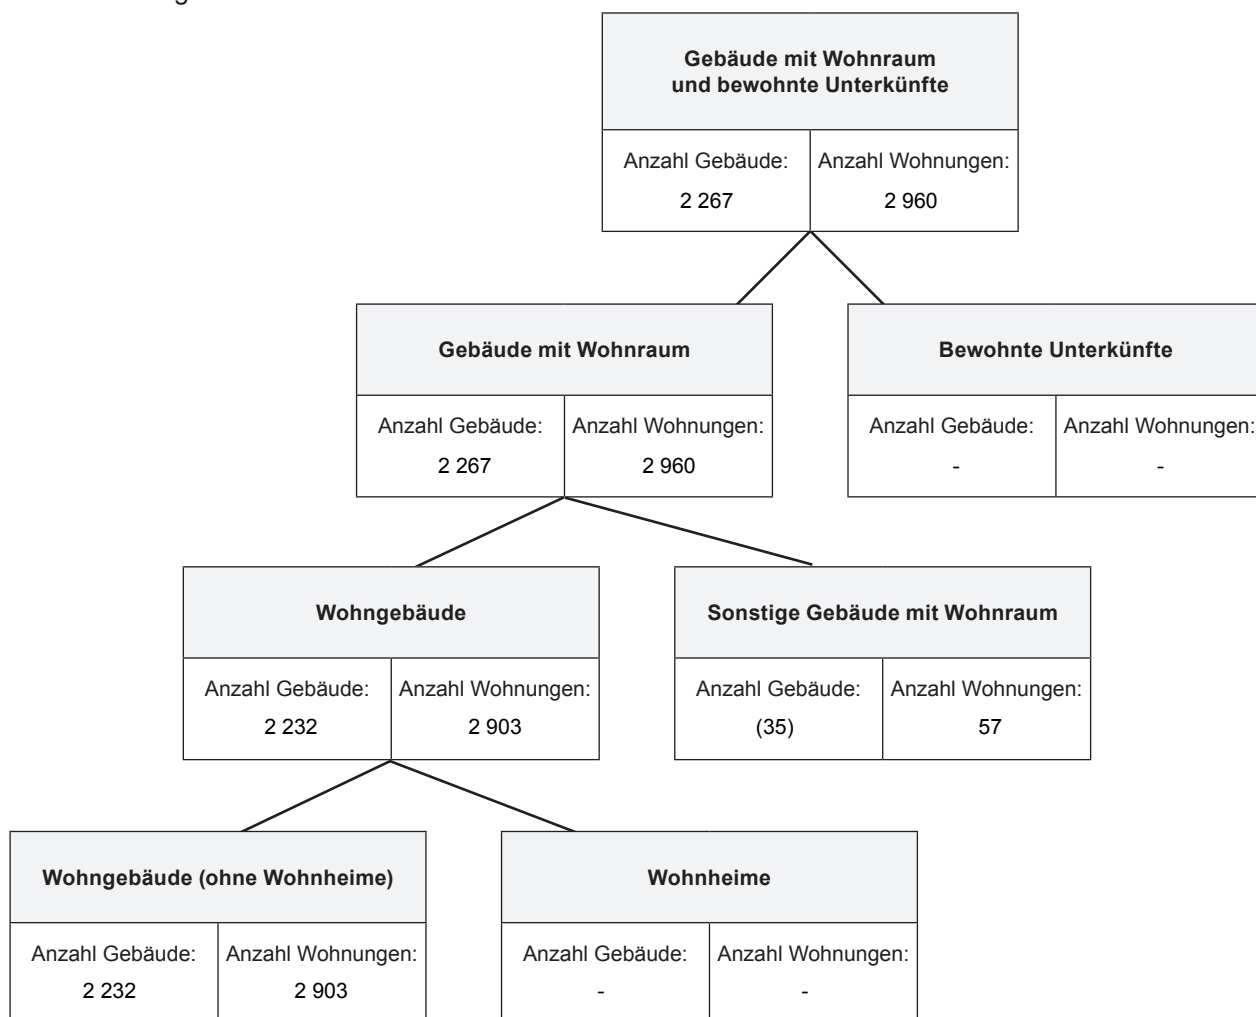 Gebäude mit Wohnraum
und bewohnte Unterkünfte
Anzahl Gebäude: Anzahl Wohnungen:
2 267 2 960
Gebäude mit Wohnraum
Anzahl Gebäude: Anzahl Wohnungen:
2 267 2 960
Bewohnte Unterkünfte
Anzahl Gebäude: Anzahl Wohnungen:
- -
Wohngebäude
Anzahl Gebäude: Anzahl Wohnungen:
2 232 2 903
Sonstige Gebäude mit Wohnraum
Anzahl Gebäude: Anzahl Wohnungen:
(35) 57
Wohngebäude (ohne Wohnheime)
Anzahl Gebäude: Anzahl Wohnungen:
2 232 2 903
Wohnheime
Anzahl Gebäude: Anzahl Wohnungen:
- -